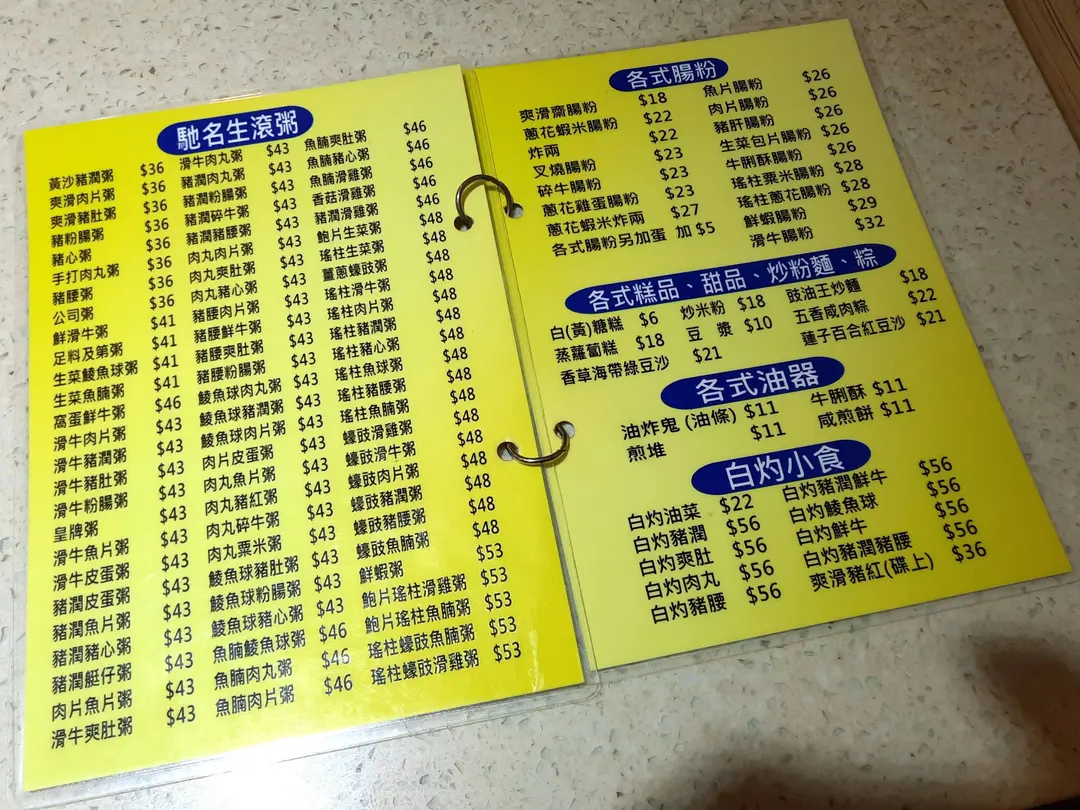 馳名生滾粥
黃沙豬潤粥 $36
爽滑肉片粥 $36
爽滑豬肚粥 $36
豬粉腸粥 $36
豬心粥 $36
手打肉丸粥 $36
豬腰粥 $36
公司粥 $36
鮮滑牛粥 $41
足料及第粥 $41
生菜鯪魚球粥 $41
生菜魚腩粥 $41
窩蛋鮮牛粥 $46
滑牛肉片粥 $43
滑牛豬潤粥 $43
滑牛豬肚粥 $43
滑牛粉腸粥 $43
皇牌粥 $43
滑牛魚片粥 $43
滑牛皮蛋粥 $43
豬潤皮蛋粥 $43
豬潤魚片粥 $43
豬潤豬心粥 $43
豬潤艇仔粥 $43
肉片魚片粥 $43
滑牛爽肚粥 $43
滑牛肉丸粥 $43
豬潤肉丸粥 $43
豬潤粉腸粥 $43
豬潤碎牛粥 $43
豬潤豬腰粥 $43
肉丸肉片粥 $43
肉丸爽肚粥 $43
肉丸豬心粥 $43
豬腰肉片粥 $43
豬腰鮮牛粥 $43
豬腰爽肚粥 $43
豬腰粉腸粥 $43
鯪魚球肉丸粥 $43
鯪魚球豬潤粥 $43
鯪魚球肉片粥 $43
肉片皮蛋粥 $43
肉丸魚片粥 $43
肉丸豬紅粥 $43
肉丸碎牛粥 $43
肉丸粟米粥 $43
鯪魚球豬肚粥 $43
鯪魚球粉腸粥 $43
鯪魚球豬心粥 $43
魚腩鯪魚球粥 $46
魚腩肉丸粥 $46
魚腩肉片粥 $46
魚腩爽肚粥 $46
魚腩豬心粥 $46
魚腩滑雞粥 $46
香菇滑雞粥 $46
豬潤滑雞粥 $46
鮑片生菜粥 $48
瑤柱生菜粥 $48
薑蔥蠔豉粥 $48
瑤柱滑牛粥 $48
瑤柱肉片粥 $48
瑤柱豬潤粥 $48
瑤柱豬心粥 $48
瑤柱魚球粥 $48
瑤柱豬腰粥 $48
瑤柱魚腩粥 $48
蠔豉滑雞粥 $48
蠔豉滑牛粥 $48
蠔豉肉片粥 $48
蠔豉豬潤粥 $48
蠔豉豬腰粥 $48
蠔豉魚腩粥 $48
鮮蝦粥 $53
鮑片瑤柱滑雞粥 $53
鮑片瑤柱魚腩粥 $53
瑤柱蠔豉魚腩粥 $53
瑤柱蠔豉滑雞粥 $53
各式腸粉
爽滑齋腸粉 $18
蔥花蝦米腸粉 $22
炸兩 $22
叉燒腸粉 $23
碎牛腸粉 $23
蔥花雞蛋腸粉 $23
蔥花蝦米炸兩 $27
各式腸粉另加蛋 加 $5
魚片腸粉 $26
肉片腸粉 $26
豬肝腸粉 $26
生菜包片腸粉 $26
牛脷酥腸粉 $26
瑤柱粟米腸粉 $28
瑤柱蔥花腸粉 $28
鮮蝦腸粉 $29
滑牛腸粉 $32
各式糕品、甜品、炒粉麵、粽
白(黃)糖糕 $6 炒米粉 $18 豉油王炒麵 $18
蒸蘿蔔糕 $18 豆漿 $10 五香咸肉粽 $22
香草海帶綠豆沙 $21 蓮子百合紅豆沙 $21
各式油器
油炸鬼 (油條) $11 牛脷酥 $11
煎堆 $11 咸煎餅 $11
白灼小食
白灼油菜 $22 白灼豬潤鮮牛 $56
白灼豬潤 $56 白灼鯪魚球 $56
白灼爽肚 $56 白灼鮮牛 $56
白灼肉丸 $56 白灼豬潤豬腰 $56
白灼豬腰 $56 爽滑豬紅(碟上) $36